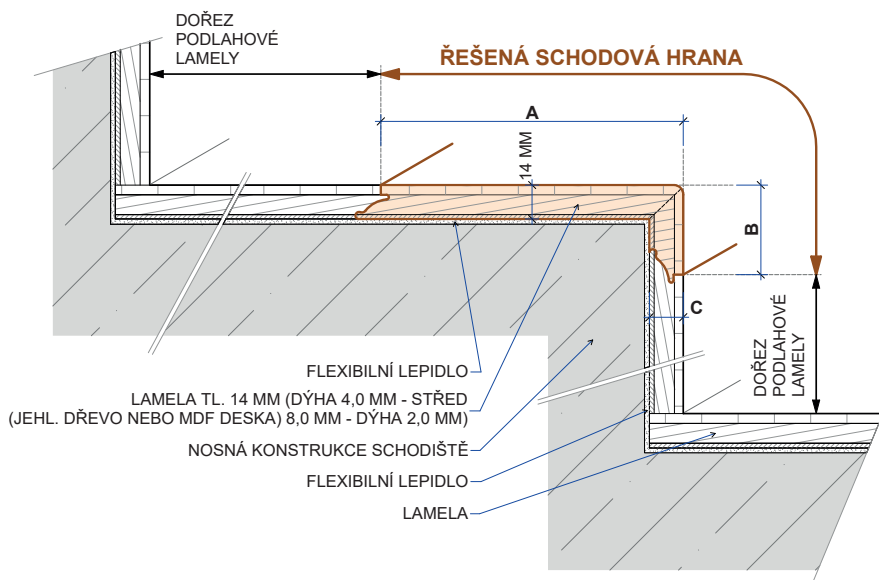 DOŘEZ
PODLAHOVÉ
LAMELY
ŘEŠENÁ SCHODOVÁ HRANA
A
14 MM
B
C
DOŘEZ
PODLAHOVÉ
LAMELY
FLEXIBILNÍ LEPIDLO
LAMELA TL. 14 MM (DÝHA 4,0 MM - STŘED
(JEHL. DŘEVO NEBO MDF DESKA) 8,0 MM - DÝHA 2,0 MM)
NOSNÁ KONSTRUKCE SCHODIŠTĚ
FLEXIBILNÍ LEPIDLO
LAMELA